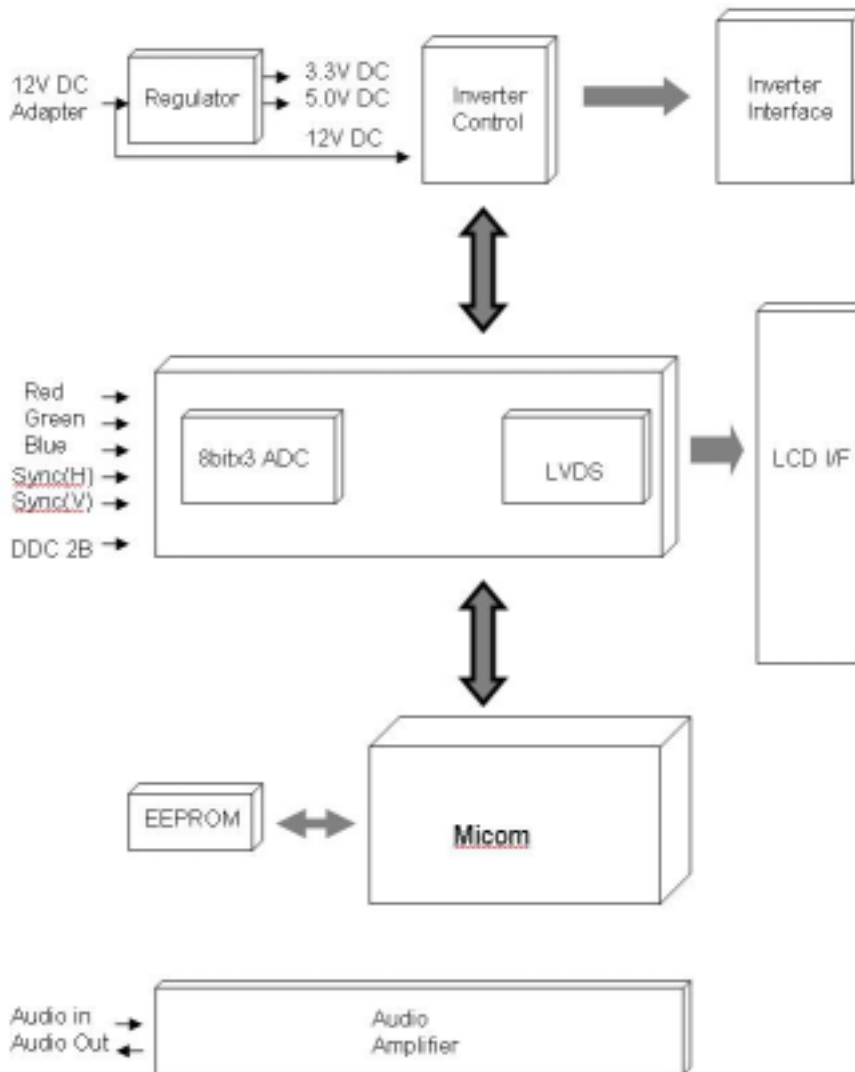 12V DC
Adapter
Regulator
3.3V DC
5.0V DC
12V DC
Inverter
Control
Inverter
Interface
Red
Green
Blue
Sync(H)
Sync(V)
DDC 2B
8bitx3 ADC
LVDS
LCD I/F
EEPROM
Micom
Audio in
Audio Out
Audio
Amplifier